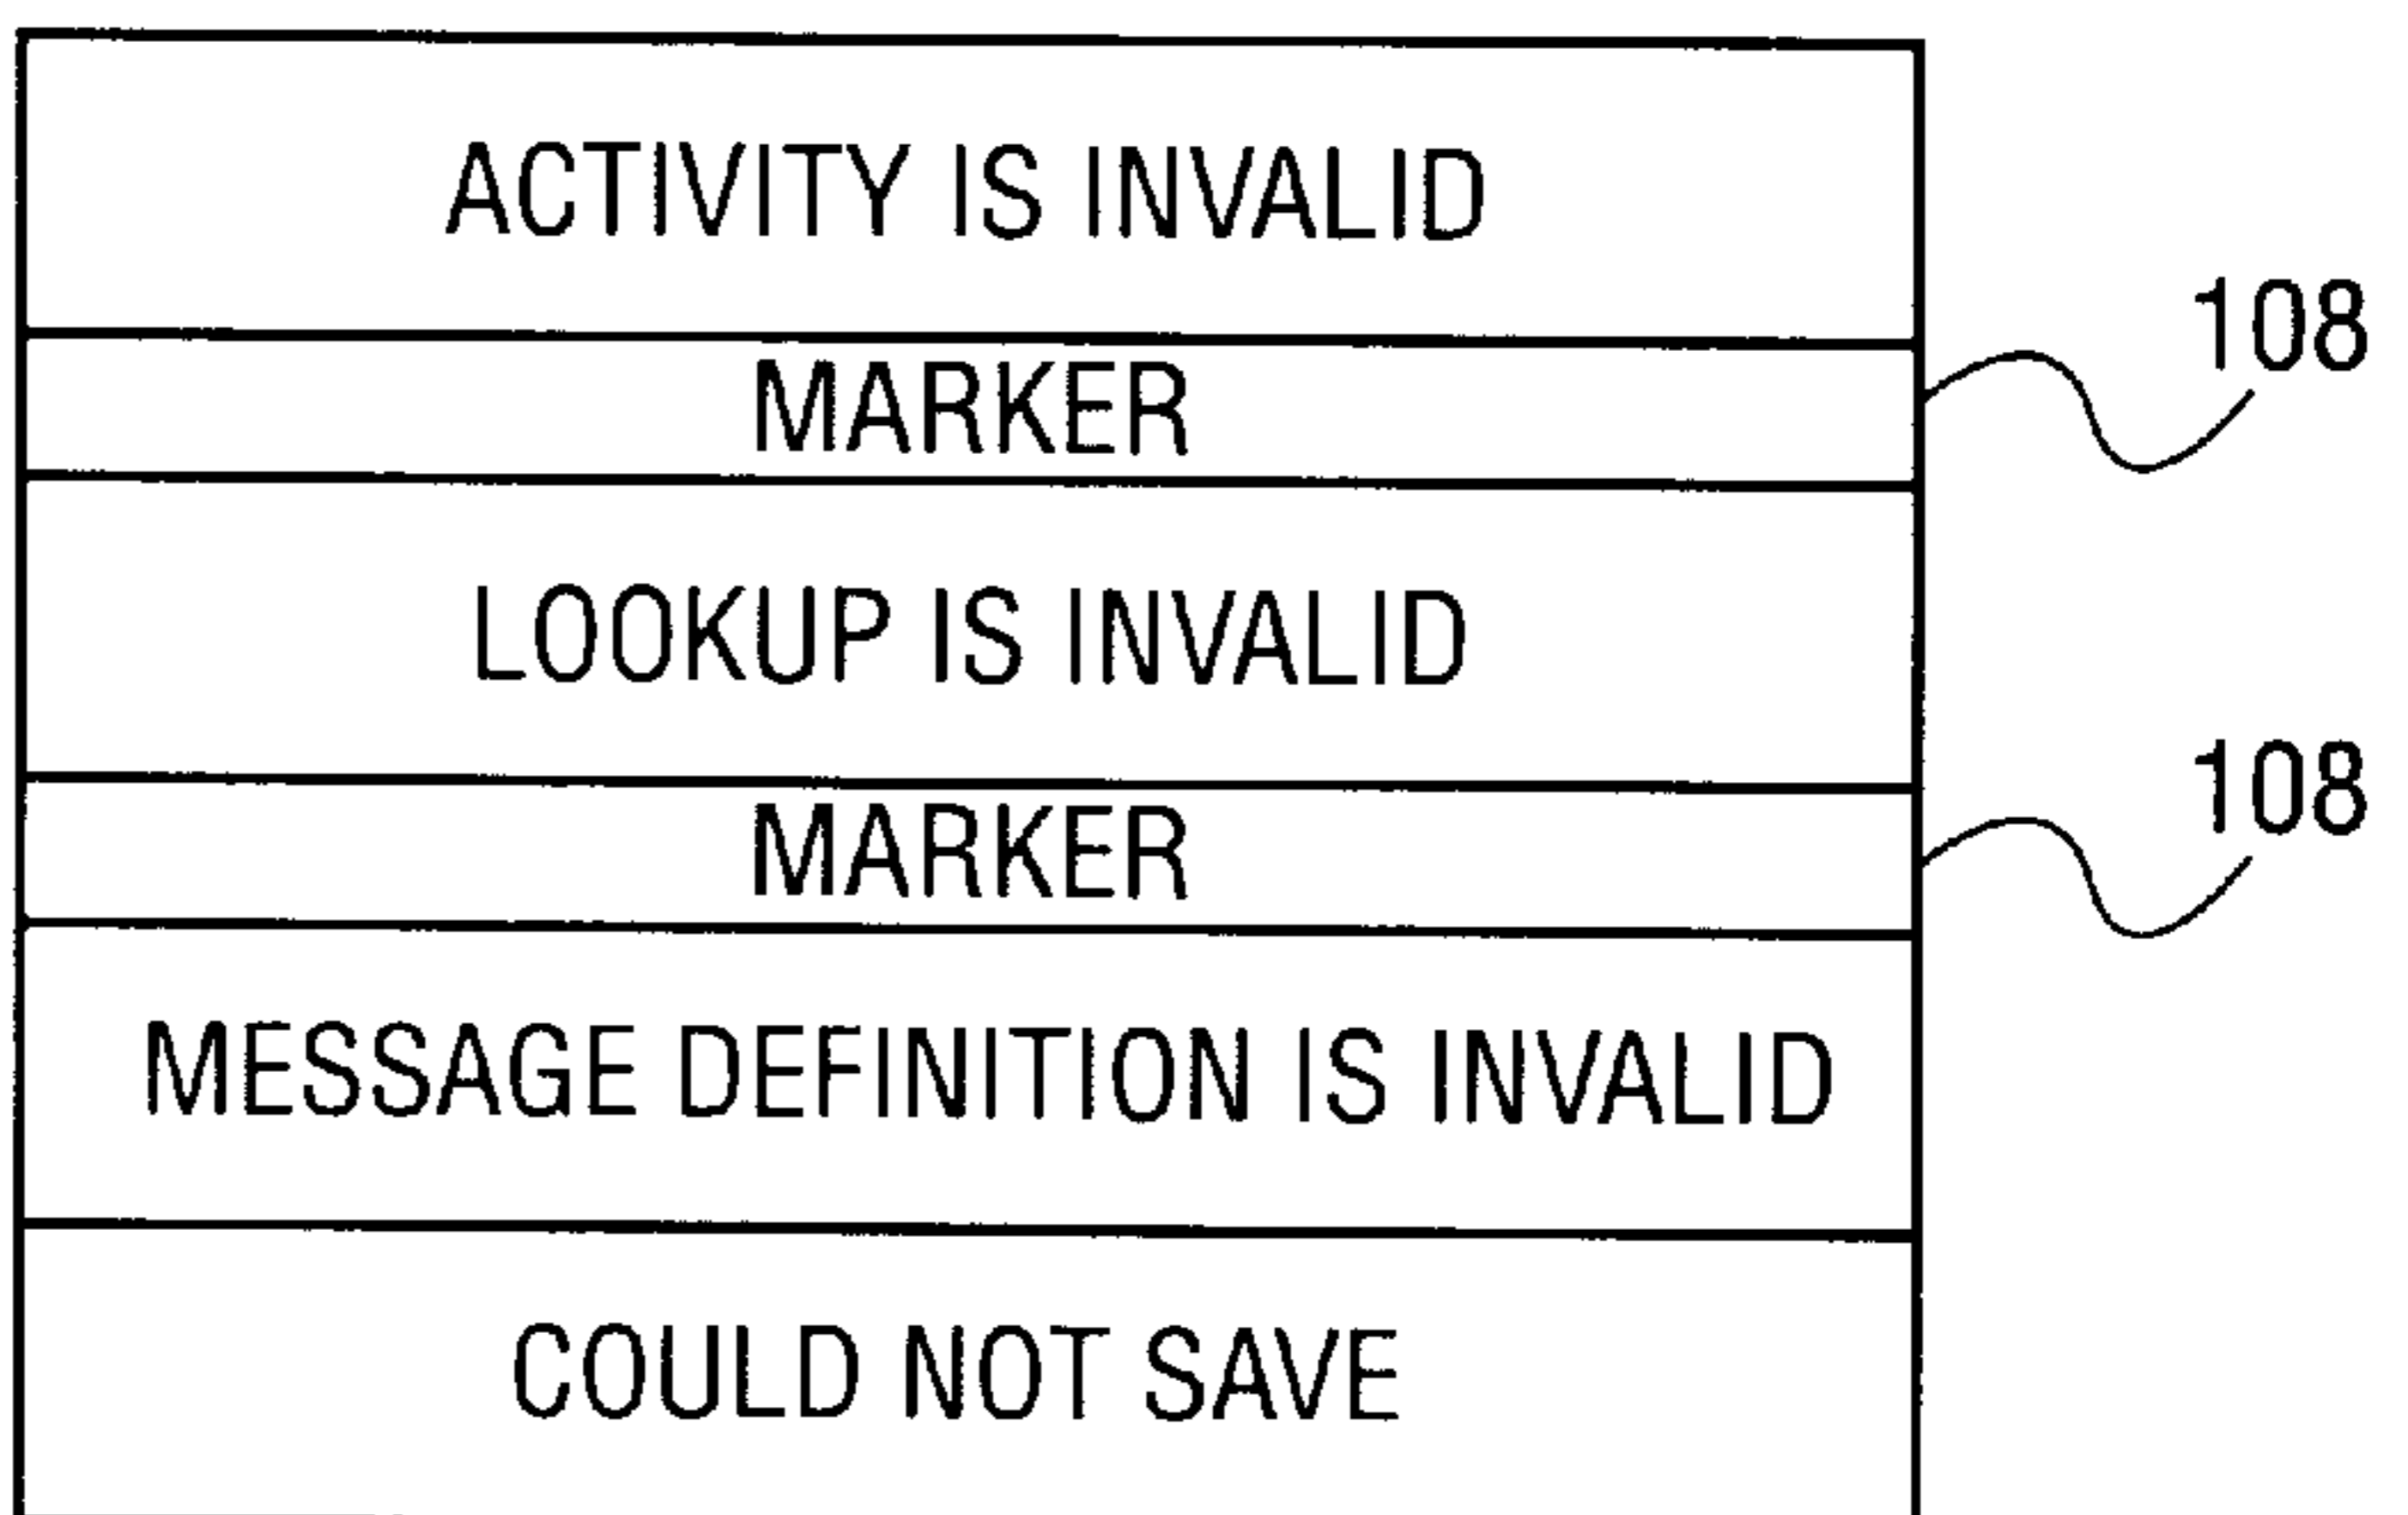 ACTIVITY IS INVALID
MARKER
108
LOOKUP IS INVALID
MARKER
108
MESSAGE DEFINITION IS INVALID
COULD NOT SAVE